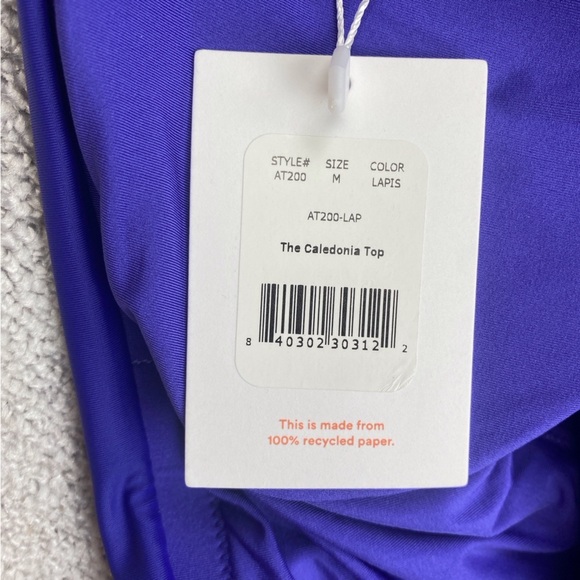 STYLE# SIZE COLOR
AT200 M LAPIS
AT200-LAP
The Caledonia Top
8 40302 30312 2
This is made from
100% recycled paper.